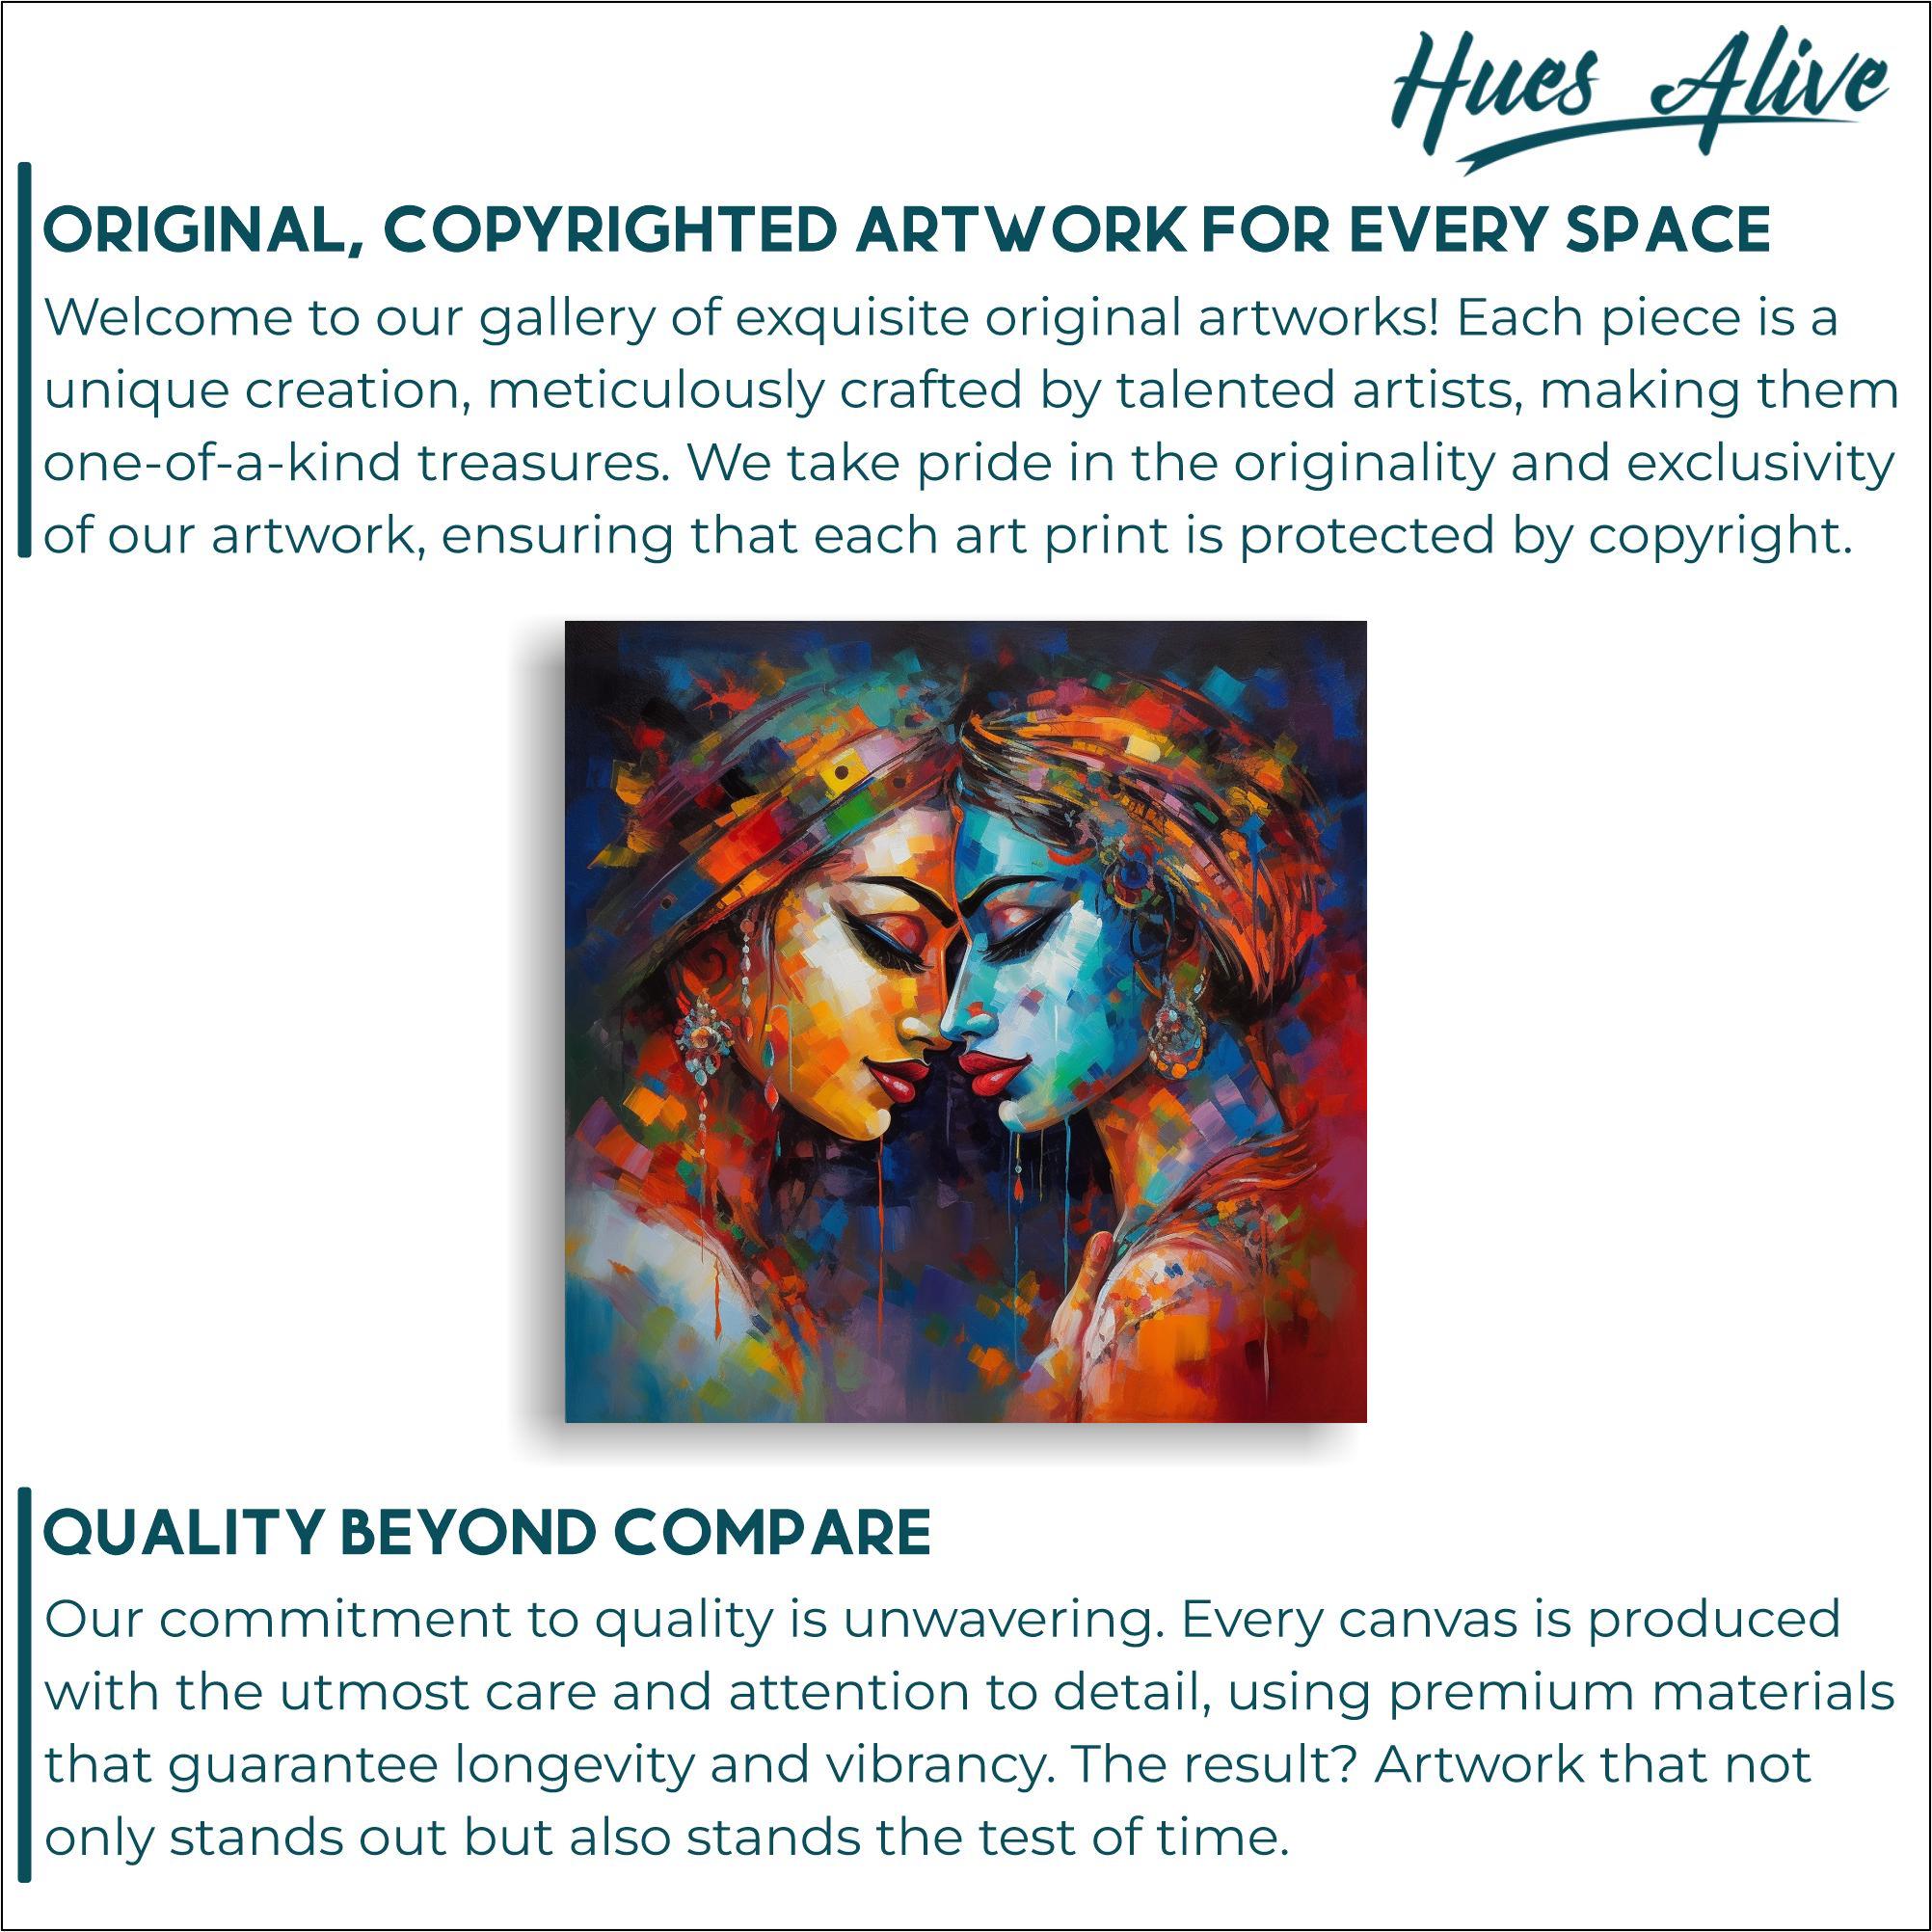 Hues Alive
ORIGINAL, COPYRIGHTED ARTWORK FOR EVERY SPACE
Welcome to our gallery of exquisite original artworks! Each piece is a
unique creation, meticulously crafted by talented artists, making them
one-of-a-kind treasures. We take pride in the originality and exclusivity
of our artwork, ensuring that each art print is protected by copyright.
QUALITY BEYOND COMPARE
Our commitment to quality is unwavering. Every canvas is produced
with the utmost care and attention to detail, using premium materials
that guarantee longevity and vibrancy. The result? Artwork that not
only stands out but also stands the test of time.